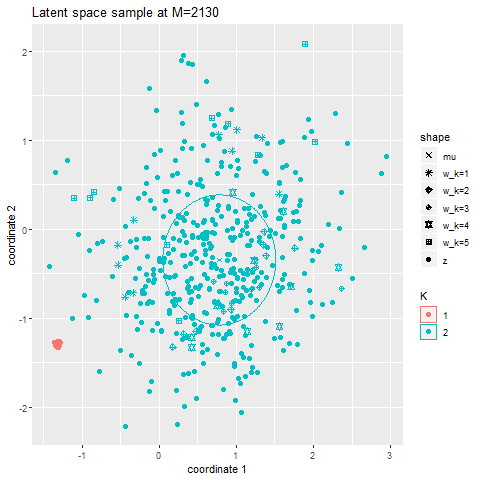 Latent space sample at M=2130
2
1
0
-1
-2
-1
0
1
2
3
coordinate 1
coordinate 2
shape
mu
w_k=1
w_k=2
w_k=3
w_k=4
w_k=5
z
K
1
2